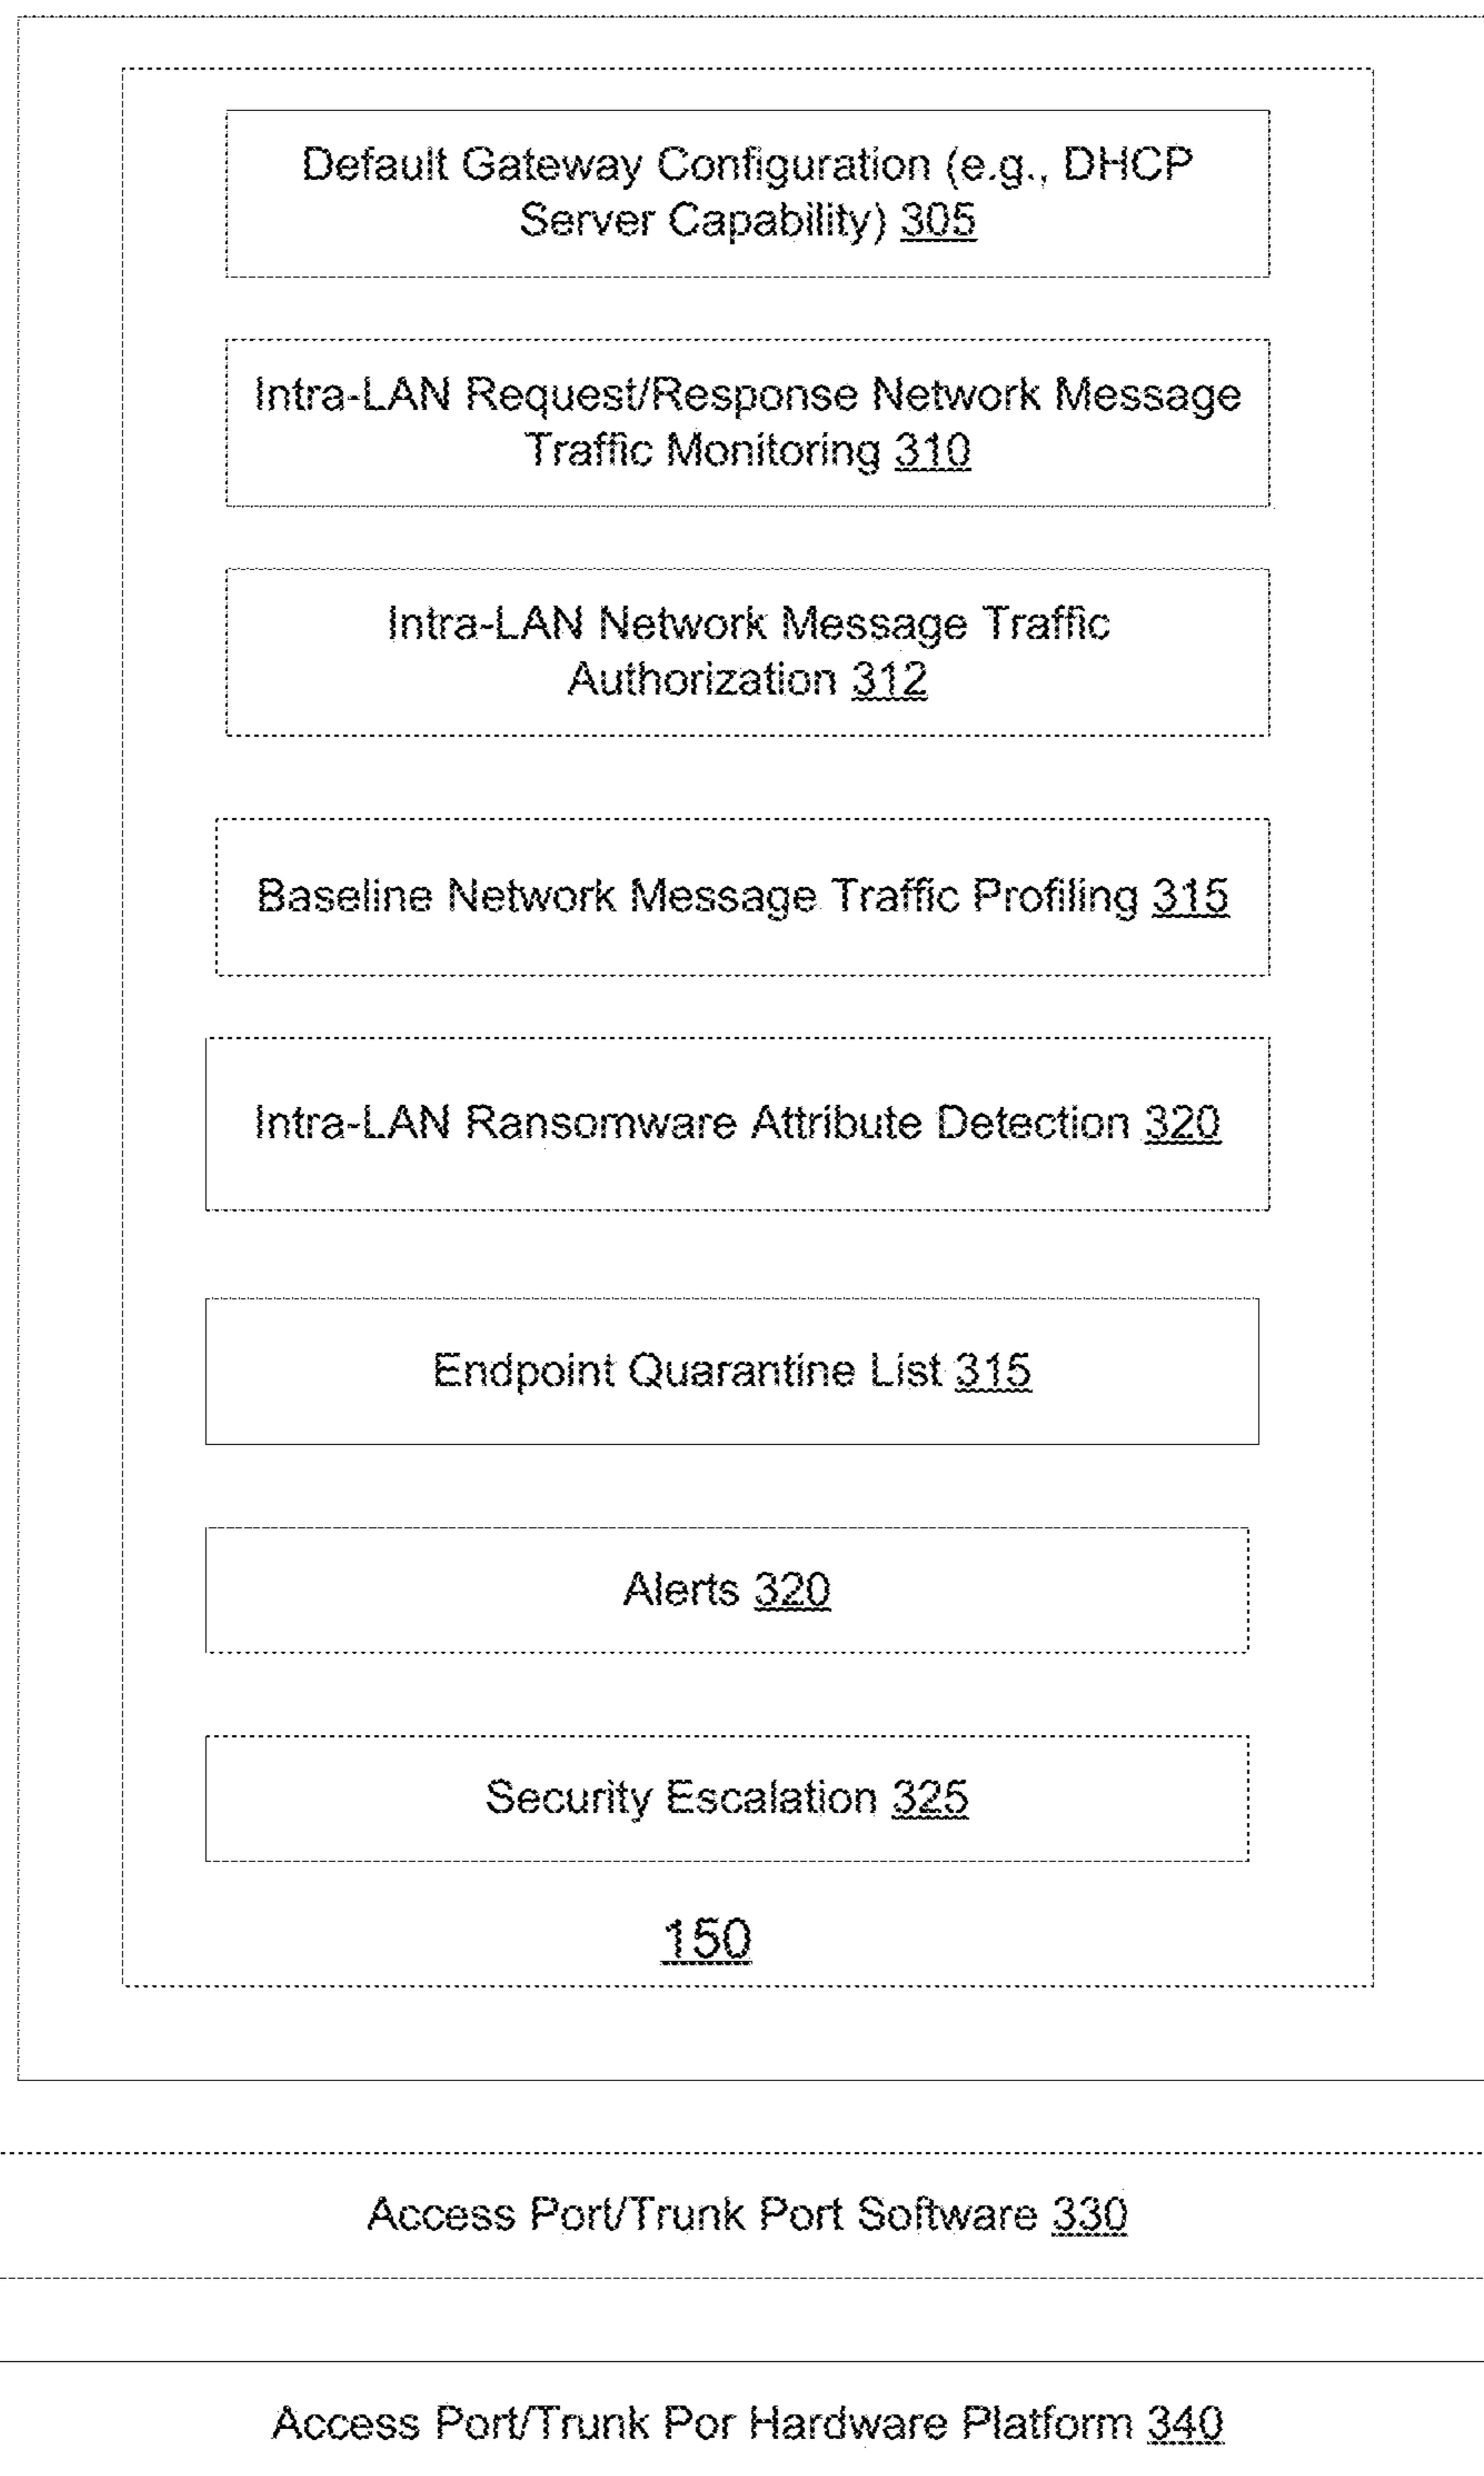 Default Gateway Configuration (e.g., DHCP
Server Capability) 305
Intra-LAN Request/Response Network Message
Traffic Monitoring 310
Intra-LAN Network Message Traffic
Authorization 312
Baseline Network Message Traffic Profiling 315
Intra-LAN Ransomware Attribute Detection 320
Endpoint Quarantine List 315
Alerts 320
Security Escalation 325
150
Access Port/Trunk Port Software 330
Access Port/Trunk Por Hardware Platform 340